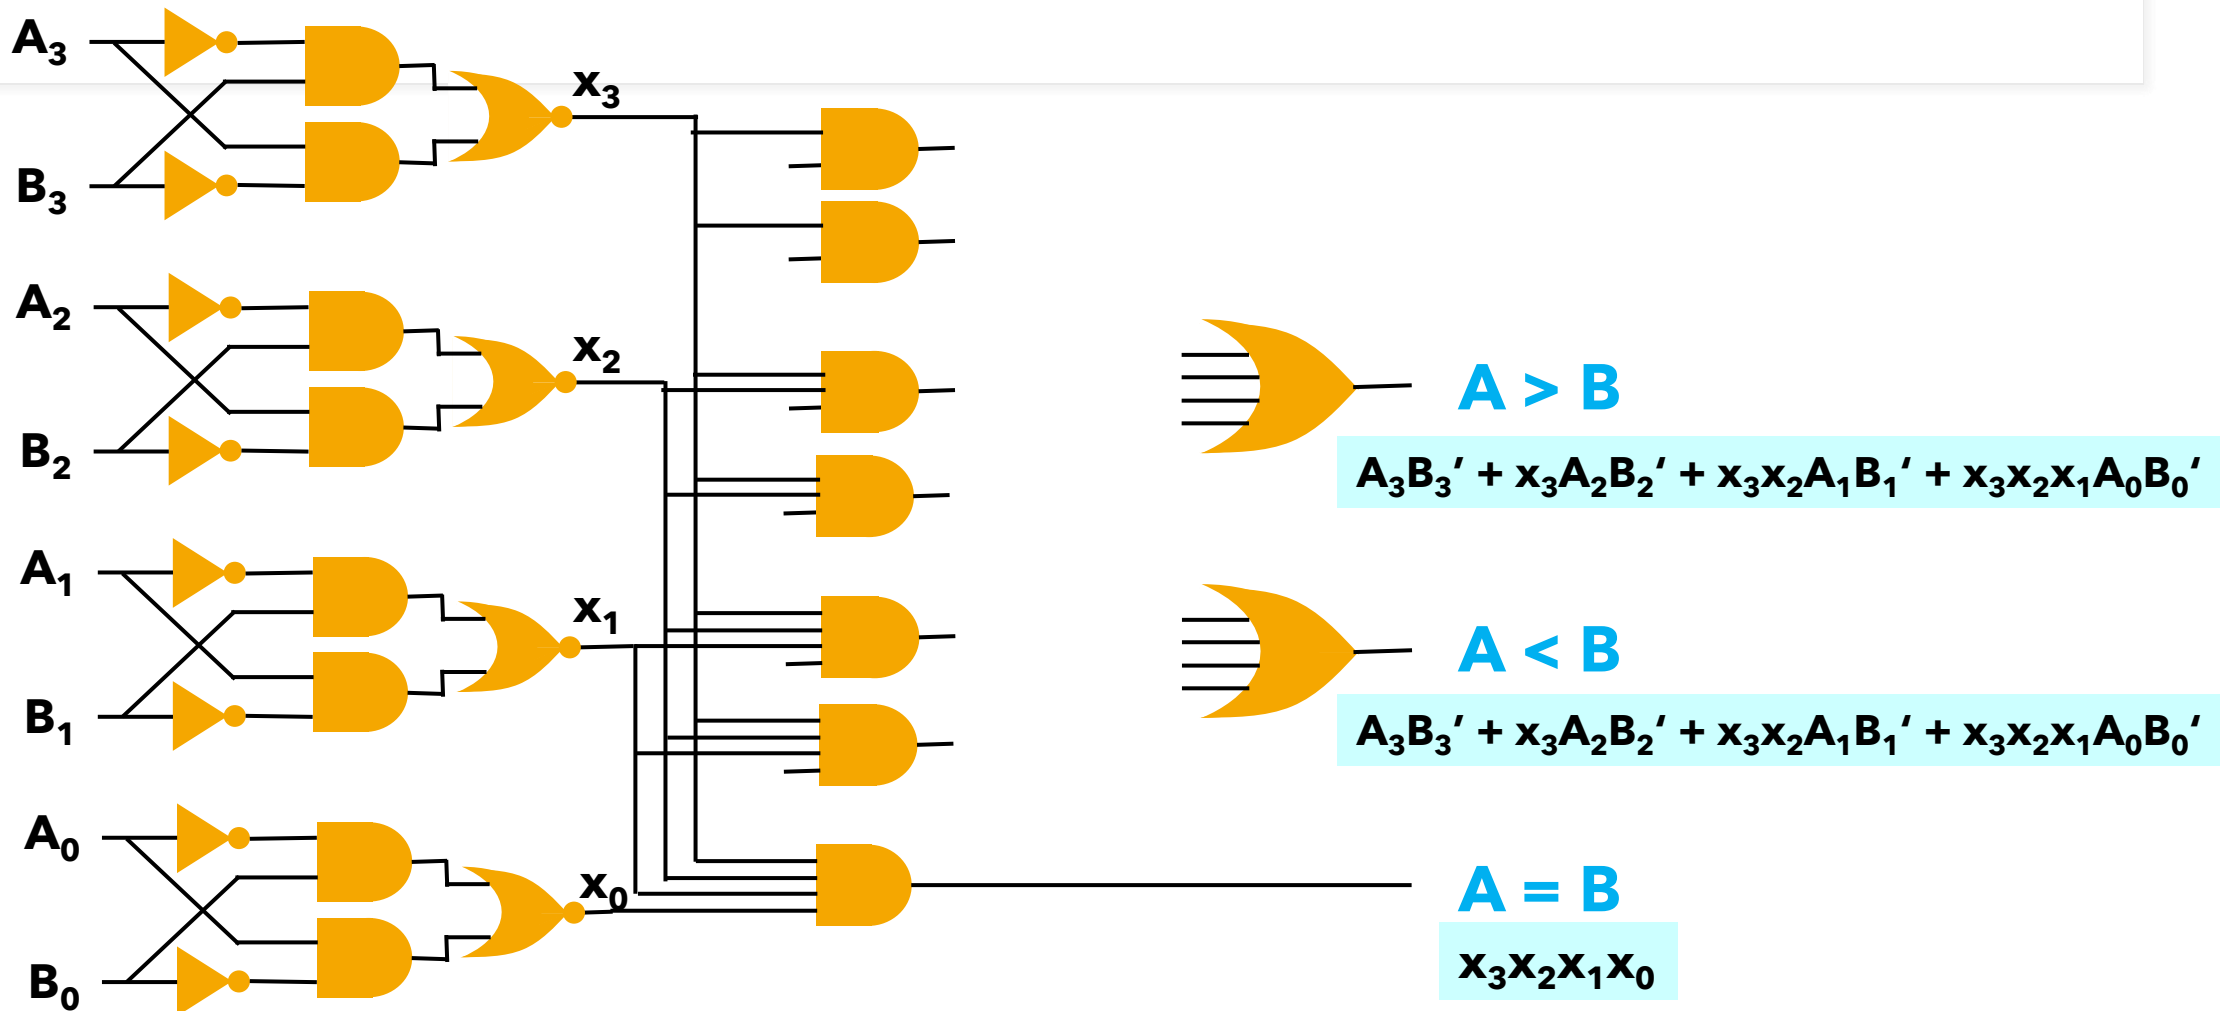 A₃
x₃
B₃
A₂
x₂
A > B
B₂
A₃B₃′ + x₃A₂B₂′ + x₃x₂A₁B₁′ + x₃x₂x₁A₀B₀′
A₁
x₁
A < B
B₁
A₃B₃′ + x₃A₂B₂′ + x₃x₂A₁B₁′ + x₃x₂x₁A₀B₀′
A₀
x₀
A = B
B₀
x₃x₂x₁x₀